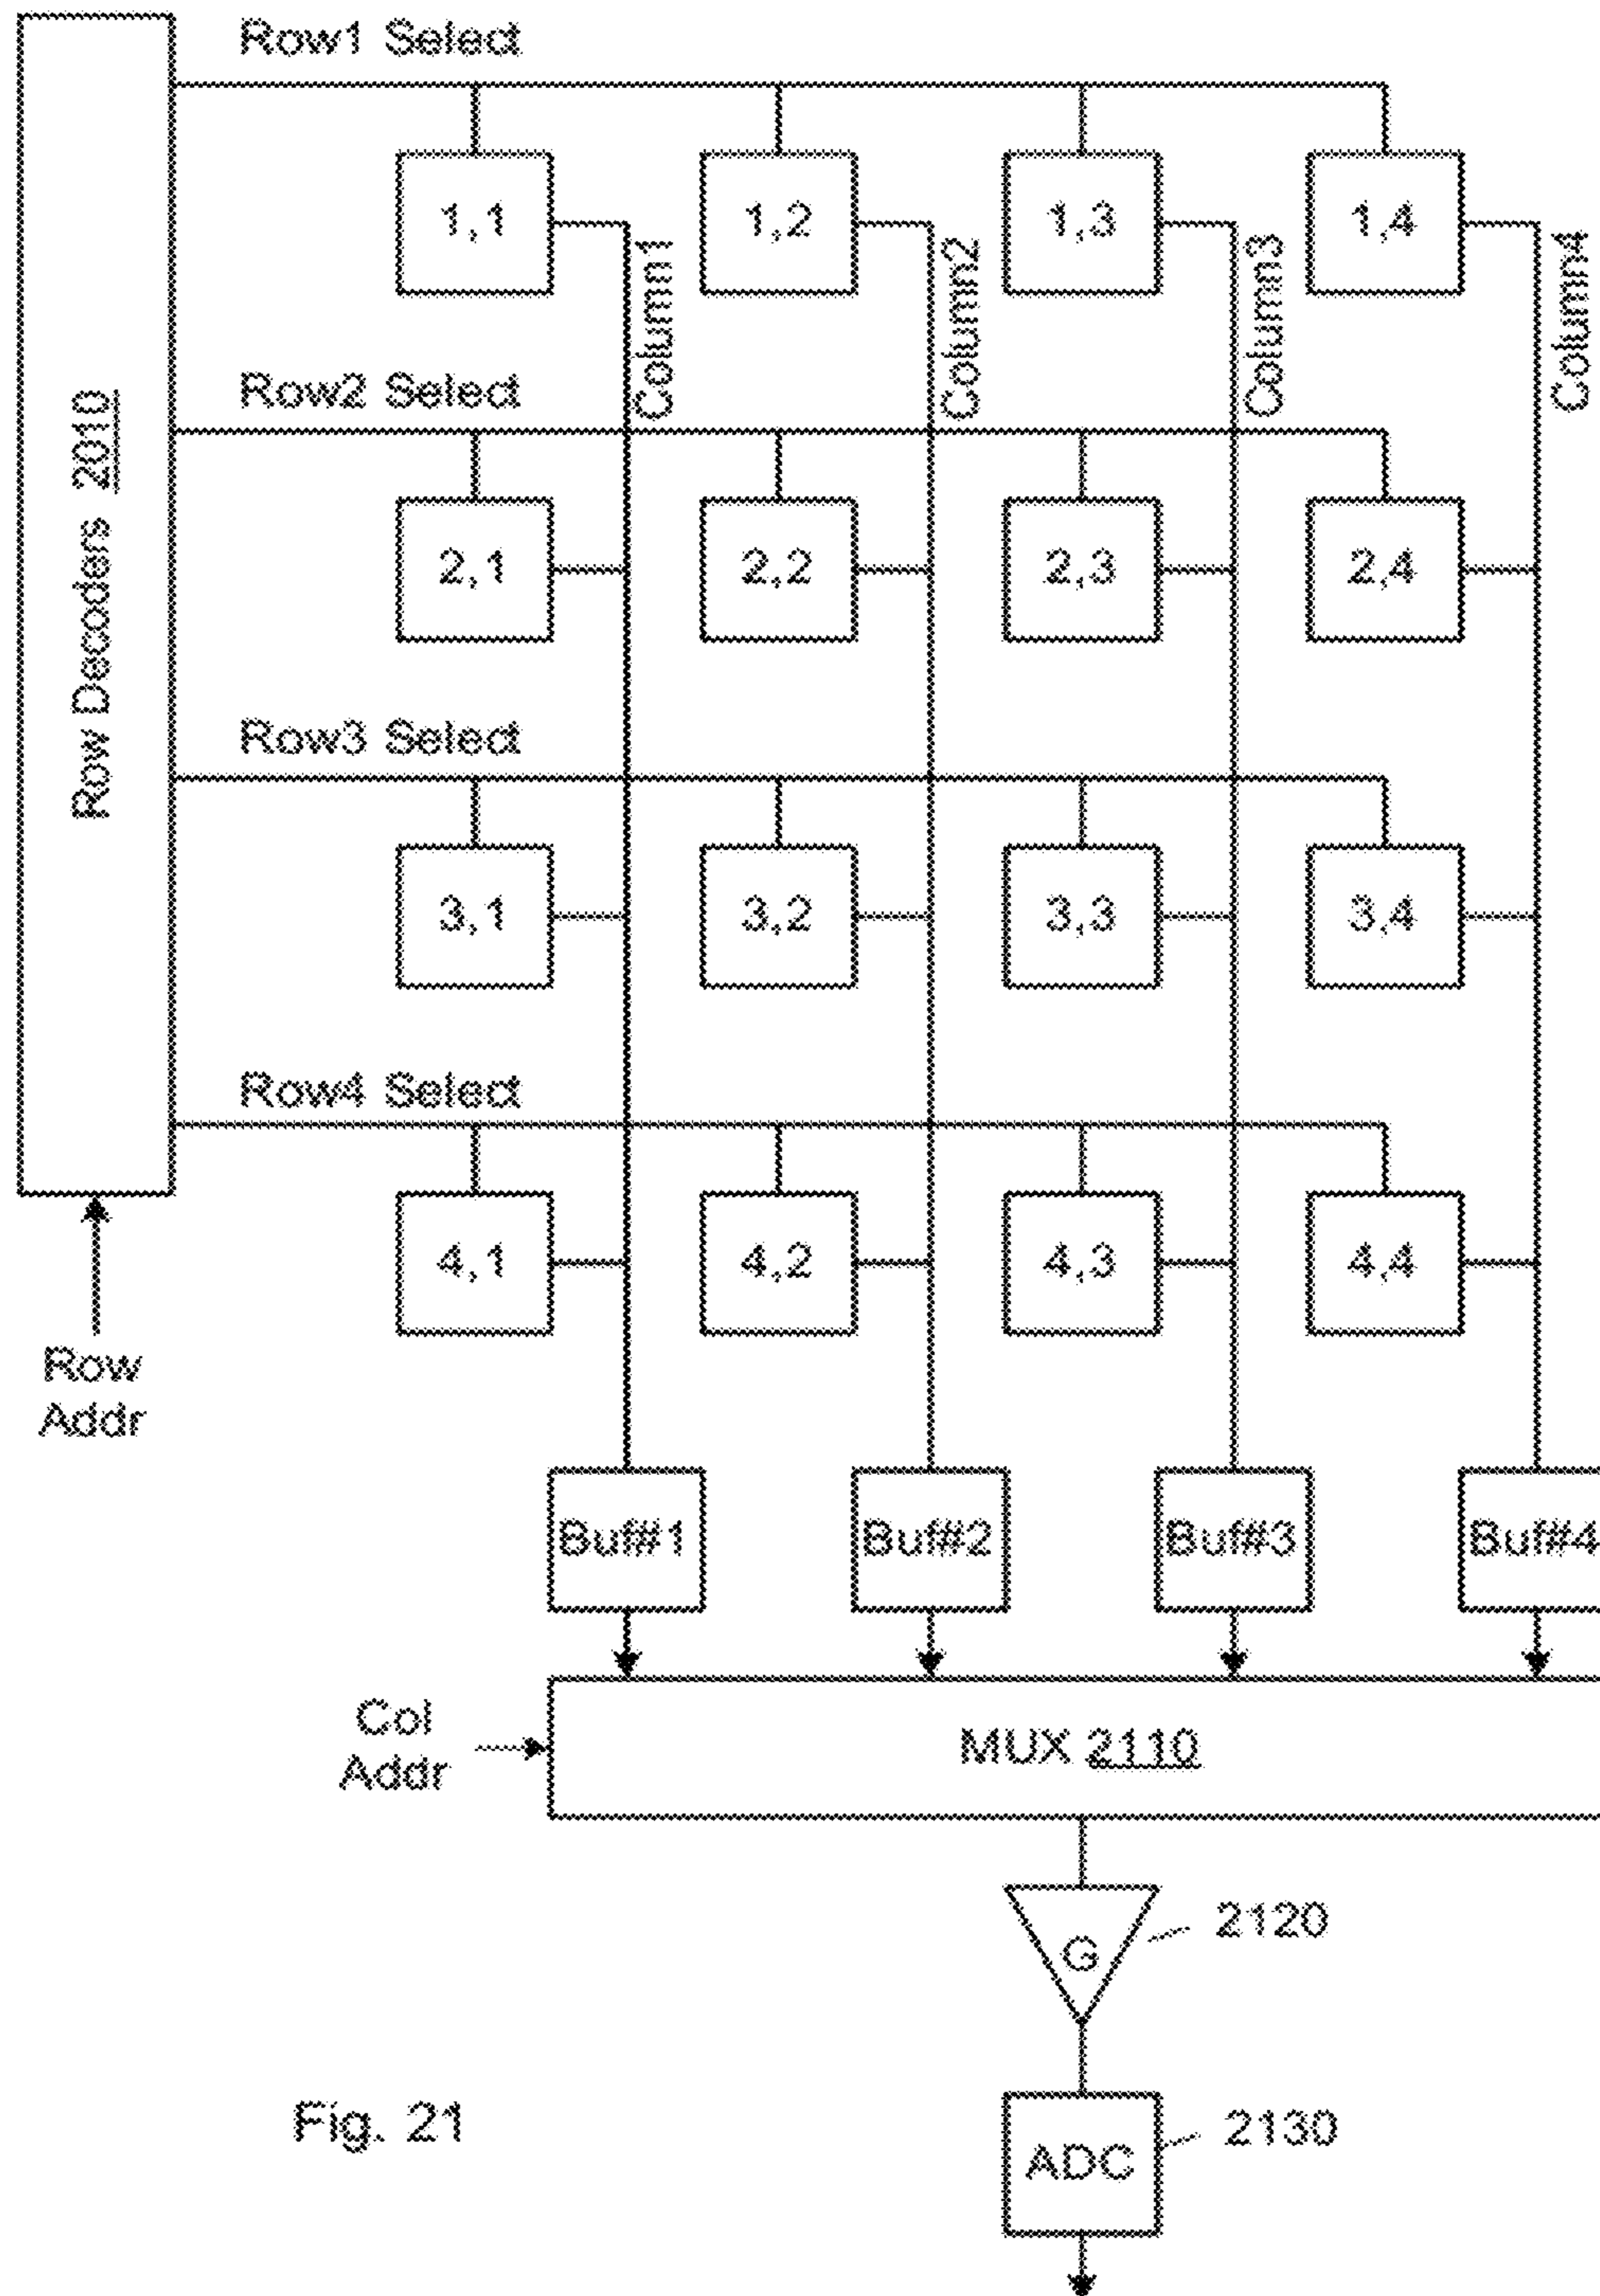 Row1 Select
1,1
1,2
1,3
1,4
Column1
Column2
Column3
Column4
Row Decoders 2010
Row2 Select
2,1
2,2
2,3
2,4
Row3 Select
3,1
3,2
3,3
3,4
Row4 Select
4,1
4,2
4,3
4,4
Row
Addr
Buf#1
Buf#2
Buf#3
Buf#4
Col
Addr
MUX 2110
G
2120
ADC
2130
Fig. 21